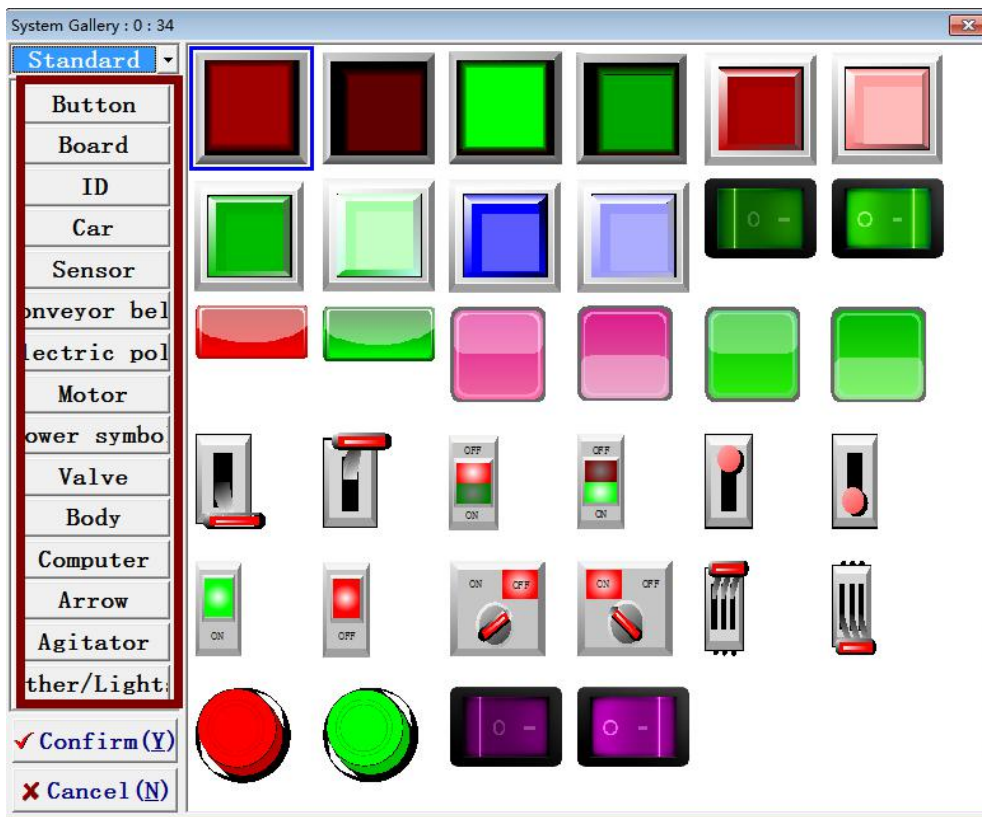 System Gallery : 0 : 34
Standard
Button
Board
ID
Car
Sensor
onveyor bel
lectric pol
Motor
ower symbo
Valve
Body
Computer
Arrow
Agitator
ther/Light
Confirm(Y)
Cancel(N)
O -
O -
OFF
ON
OFF
ON
ON
OFF
ON OFF
ON OFF
O -
O -